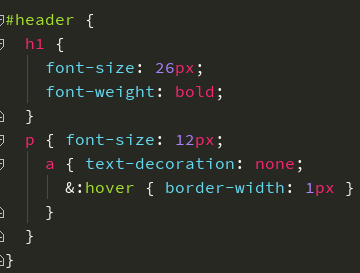 #header {
  h1 {
    font-size: 26px;
    font-weight: bold;
  }
  p { font-size: 12px;
    a { text-decoration: none;
      &:hover { border-width: 1px }
    }
  }
}